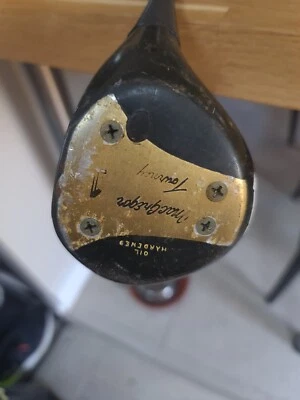 MacGregor
Tourney
1
OIL
HARDENED